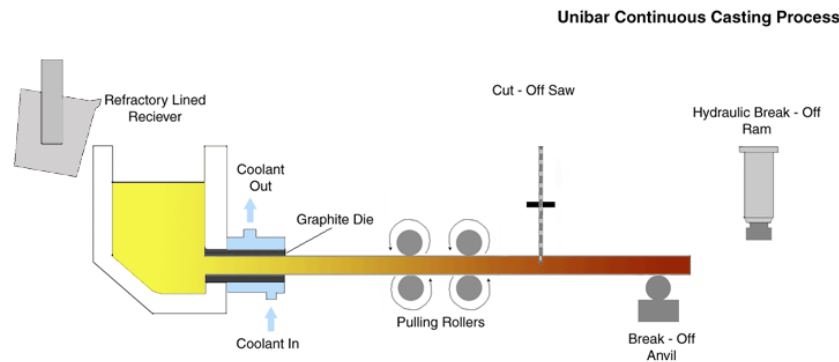 Unibar Continuous Casting Process
Refractory Lined
Reciever
Cut - Off Saw
Hydraulic Break - Off
Ram
Coolant
Out
Graphite Die
Pulling Rollers
Coolant In
Break - Off
Anvil